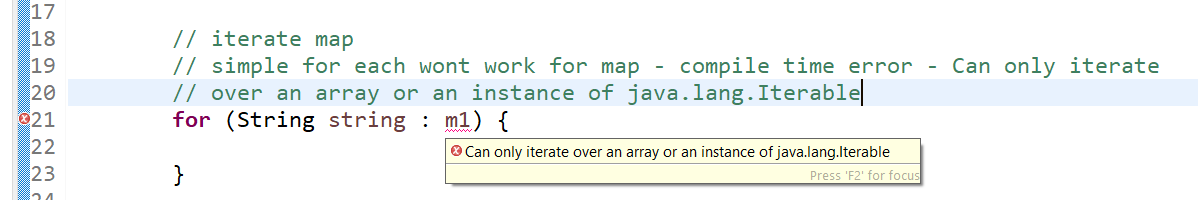 17
18 // iterate map
19 // simple for each wont work for map - compile time error - Can only iterate
20 // over an array or an instance of java.lang.Iterable
21 for (String string : m1) {
22 Can only iterate over an array or an instance of java.lang.Iterable
Press 'F2' for focus
23 }
24